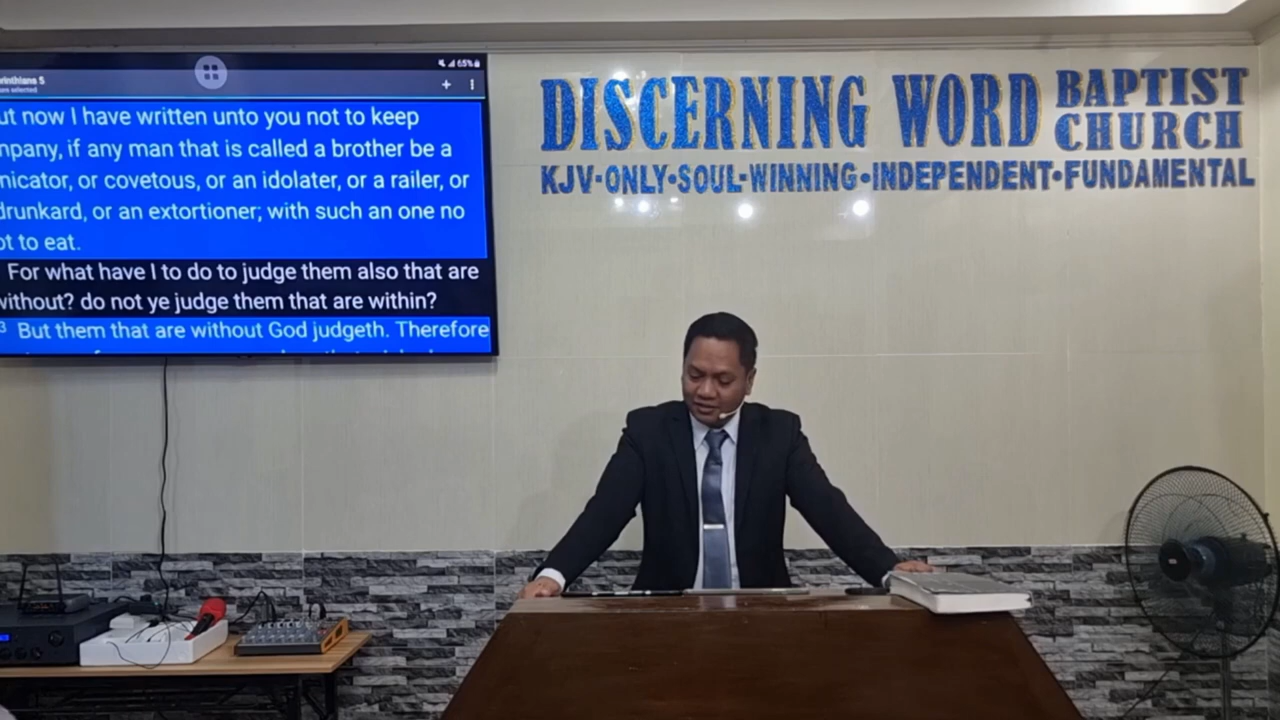 65%
rinthians 5
ut now I have written unto you not to keep
npany, if any man that is called a brother be a
nicator, or covetous, or an idolater, or a railer, or
drunkard, or an extortioner; with such an one no
ot to eat.
For what have I to do to judge them also that are
without? do not ye judge them that are within?
3 But them that are without God judgeth. Therefore
DISCERNING WORD BAPTIST CHURCH
KJV-ONLY•SOUL-WINNING•INDEPENDENT•FUNDAMENTAL